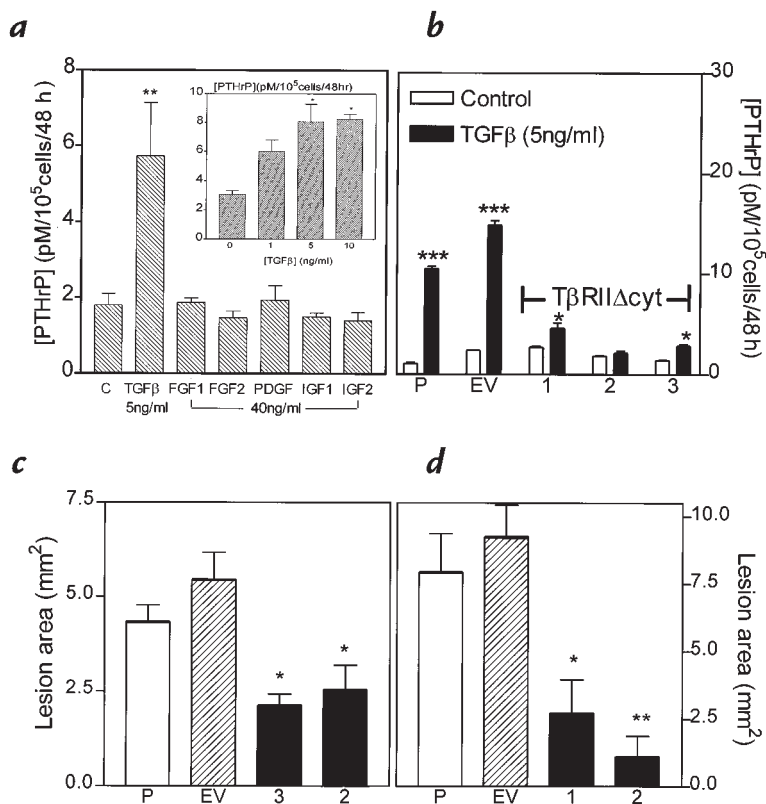 a
[PTHrP] (pM/10⁵cells/48 h)
8
6
4
2
0
**
[PTHrP](pM/10⁵cells/48hr)
10
8
6
4
2
0
*
*
0 1 5 10
[TGFβ] (ng/ml)
C TGFβ FGF1 FGF2 PDGF IGF1 IGF2
5ng/ml 40ng/ml
b
Control
TGFβ (5ng/ml)
***
***
TβRIIΔcyt
*
*
P EV 1 2 3
30
20
10
0
[PTHrP] (pM/10⁵cells/48h)
c
Lesion area (mm²)
7.5
5.0
2.5
0.0
*
*
P EV 3 2
d
*
**
P EV 1 2
10.0
7.5
5.0
2.5
0.0
Lesion area (mm²)